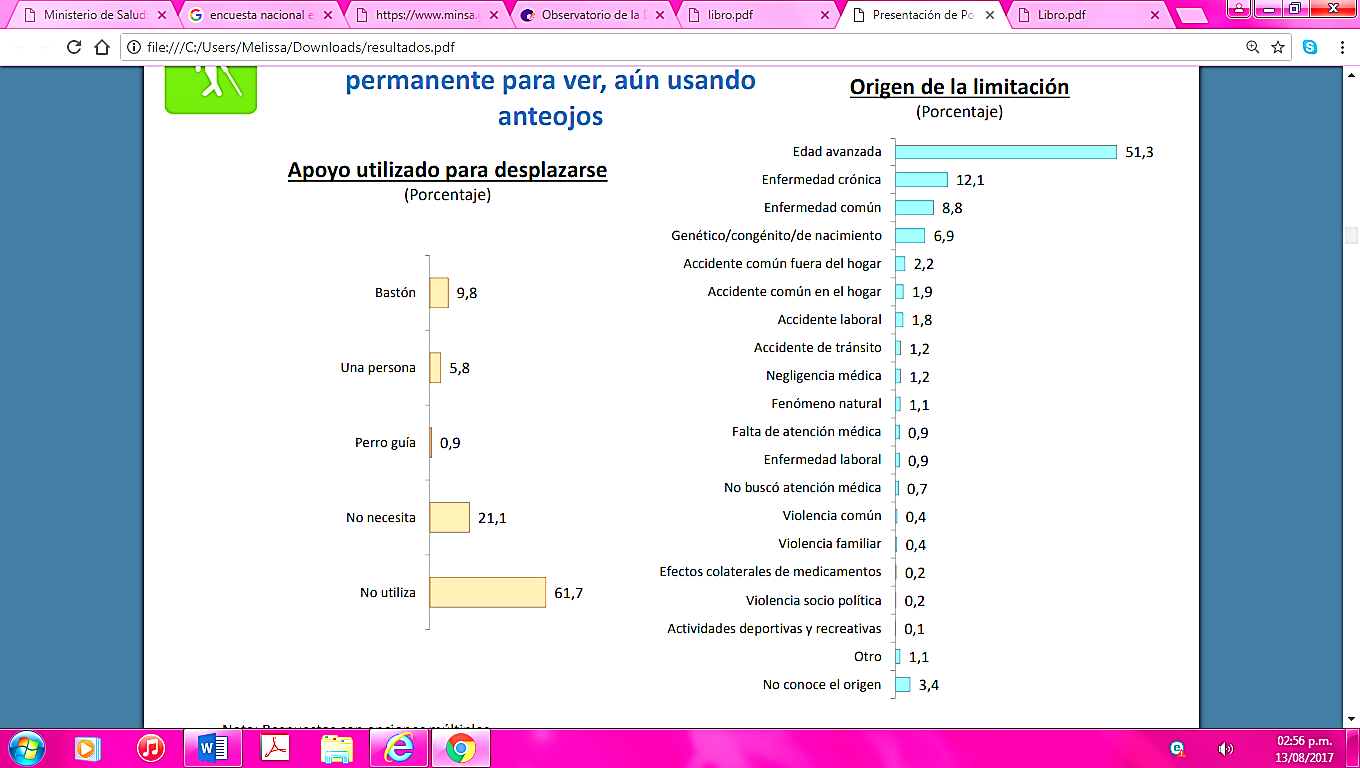 Ministerio de Salud
encuesta nacional e
https://www.minsa.g
Observatorio de la D
libro.pdf
Presentación de Po
Libro.pdf
file:///C:/Users/Melissa/Downloads/resultados.pdf
permanente para ver, aún usando
anteojos
Apoyo utilizado para desplazarse
(Porcentaje)
Bastón 9,8
Una persona 5,8
Perro guía 0,9
No necesita 21,1
No utiliza 61,7
Origen de la limitación
(Porcentaje)
Edad avanzada 51,3
Enfermedad crónica 12,1
Enfermedad común 8,8
Genético/congénito/de nacimiento 6,9
Accidente común fuera del hogar 2,2
Accidente común en el hogar 1,9
Accidente laboral 1,8
Accidente de tránsito 1,2
Negligencia médica 1,2
Fenómeno natural 1,1
Falta de atención médica 0,9
Enfermedad laboral 0,9
No buscó atención médica 0,7
Violencia común 0,4
Violencia familiar 0,4
Efectos colaterales de medicamentos 0,2
Violencia socio política 0,2
Actividades deportivas y recreativas 0,1
Otro 1,1
No conoce el origen 3,4
Nota: Respuestas con opciones múltiples
02:56 p.m.
13/08/2017